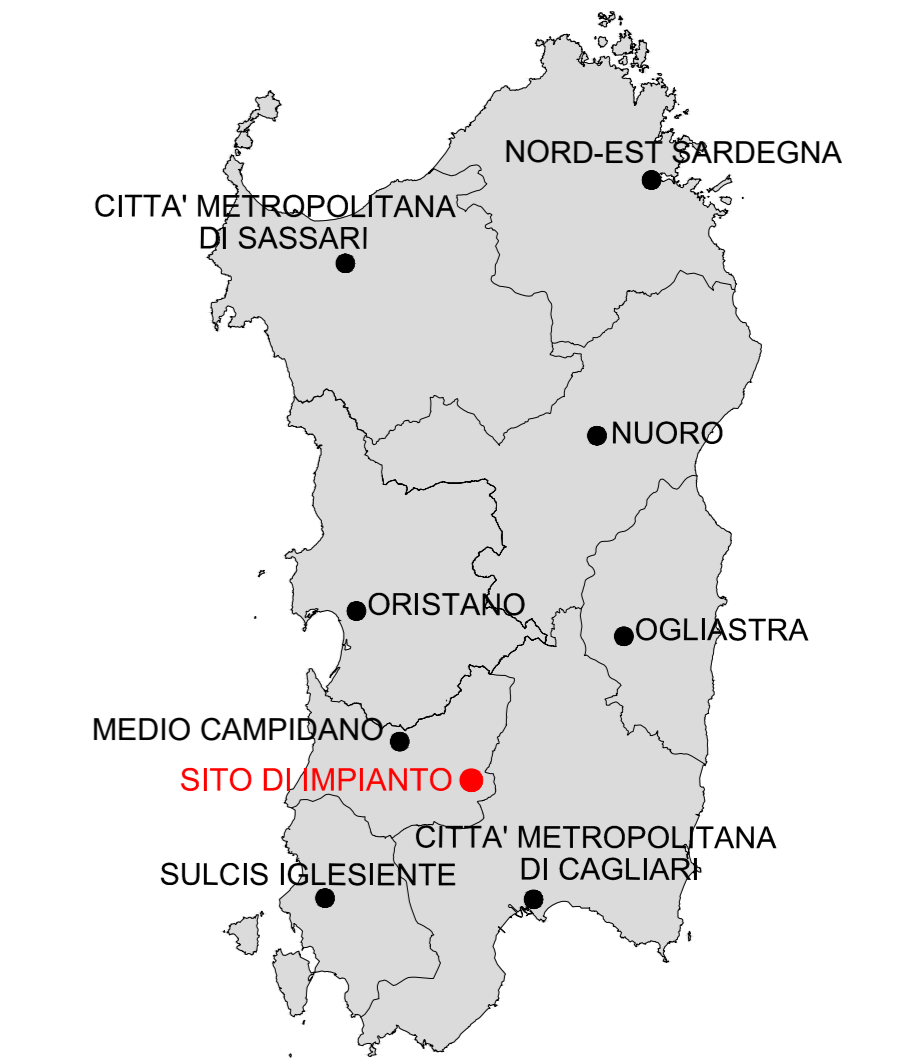 NORD-EST SARDEGNA
CITTA' METROPOLITANA
DI SASSARI
NUORO
ORISTANO
OGLIASTRA
MEDIO CAMPIDANO
SITO DI IMPIANTO
CITTA' METROPOLITANA
DI CAGLIARI
SULCIS IGLESIENTE